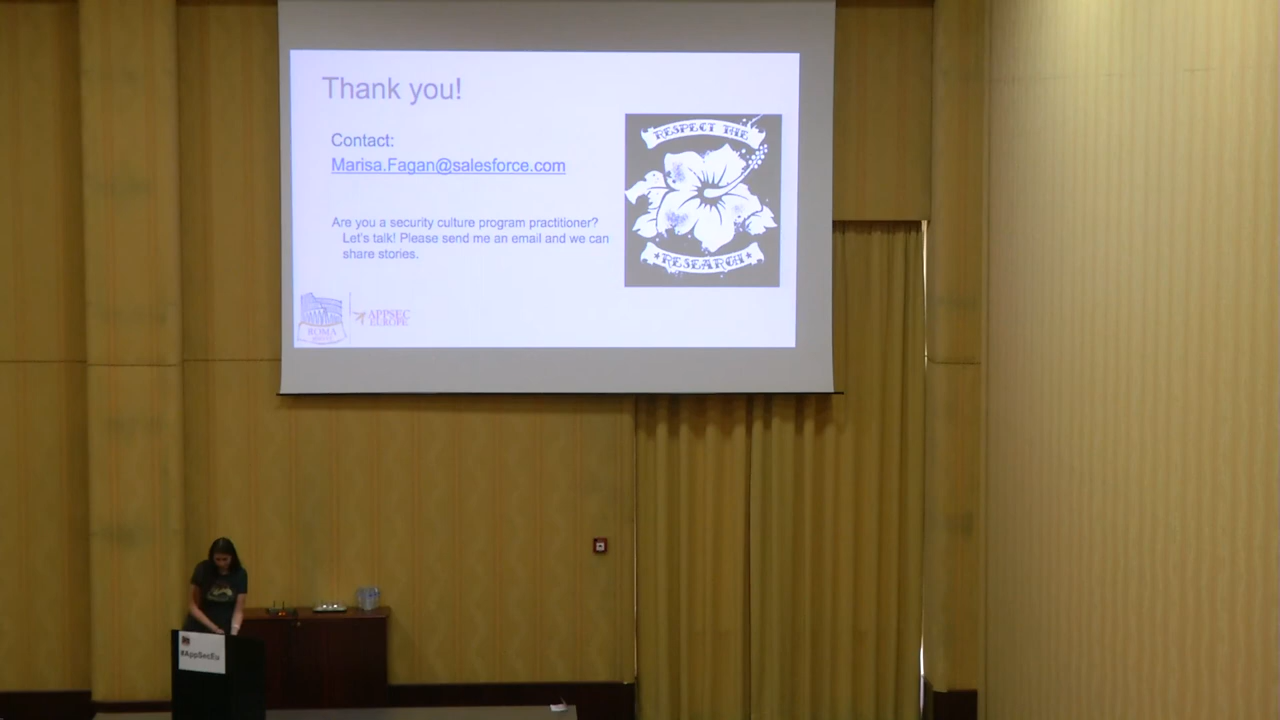 Thank you!
Contact:
Marisa.Fagan@salesforce.com
Are you a security culture program practitioner?
Let's talk! Please send me an email and we can
share stories.
RESPECT THE
RESEARCH
ROMA
APPSEC
EUROPE
#AppSecEu